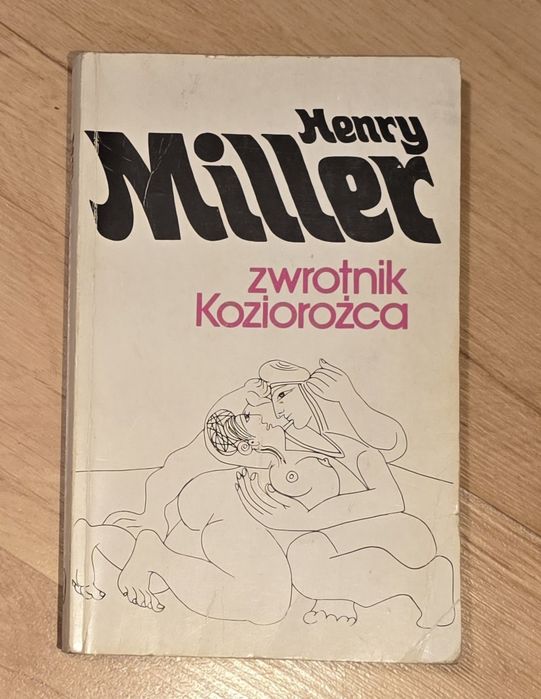 Henry
Miller
zwrotnik
Koziorożca